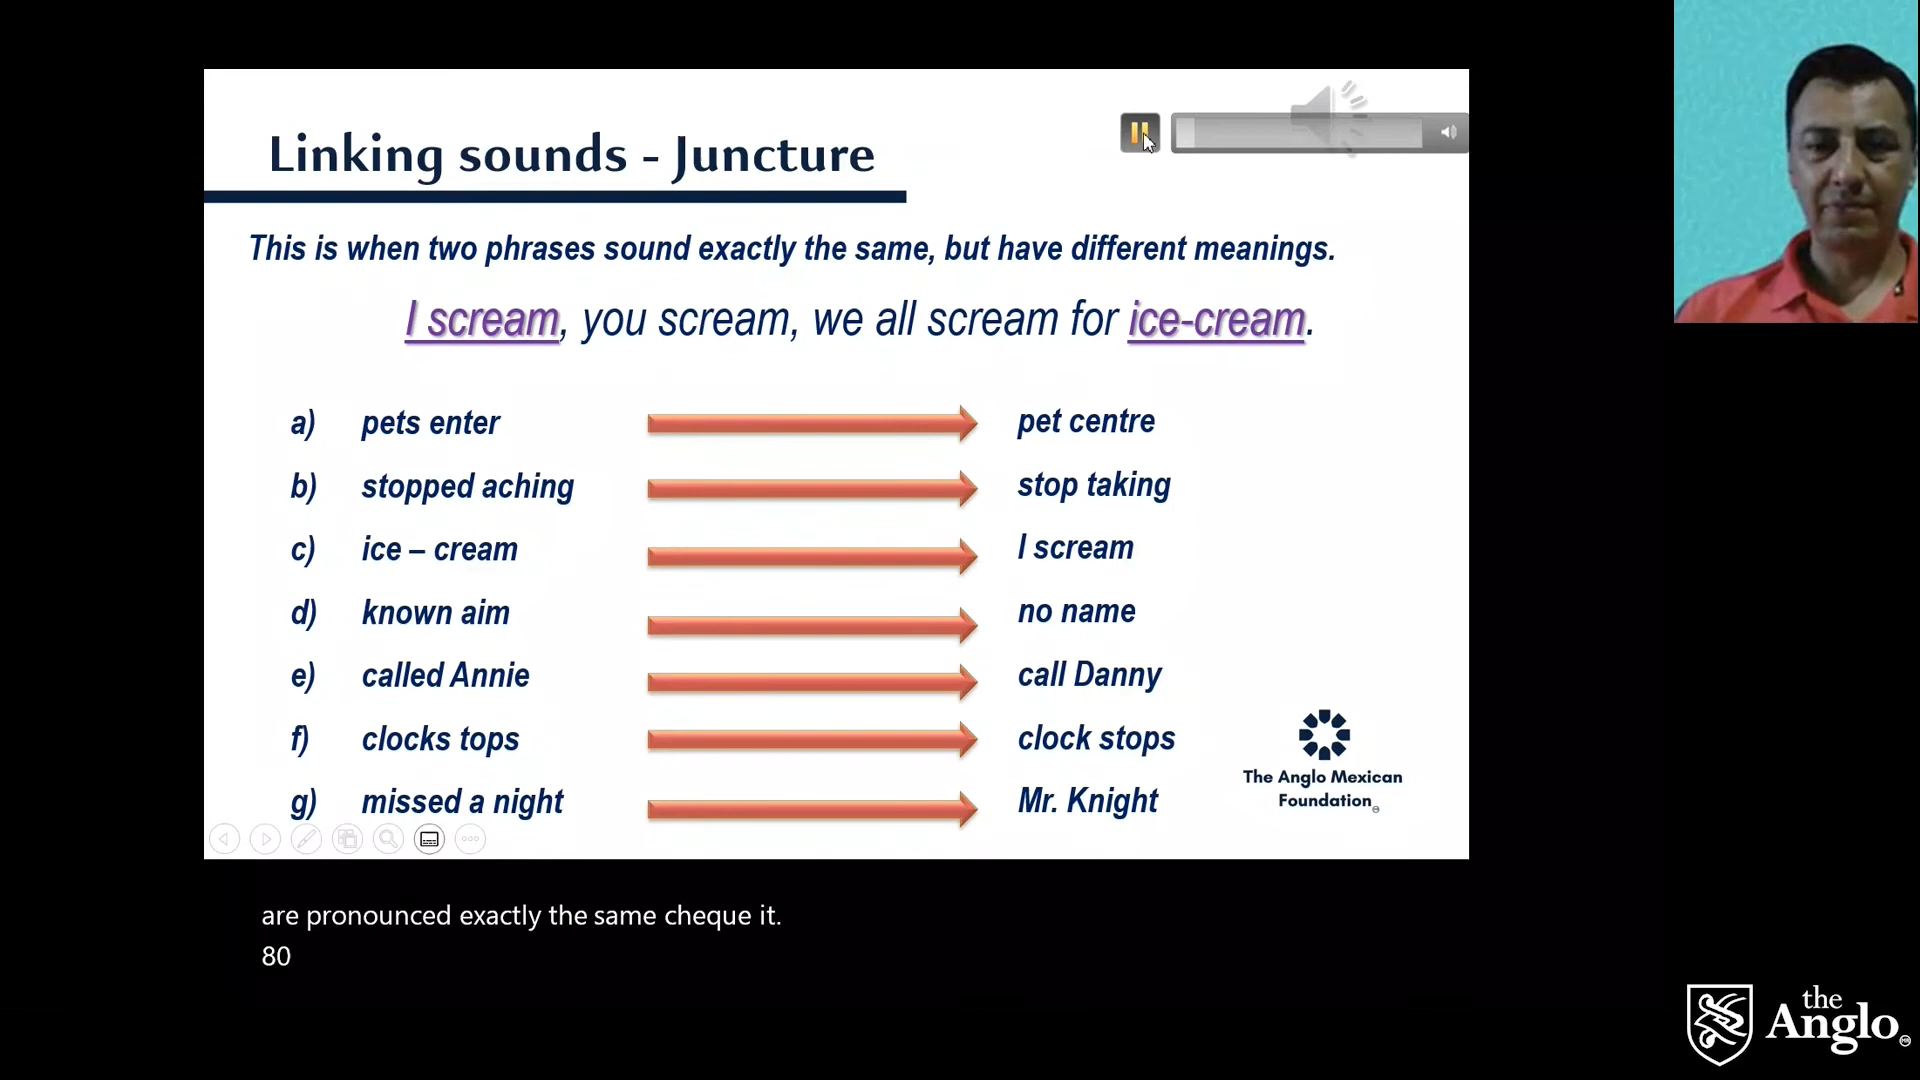 Linking sounds - Juncture
This is when two phrases sound exactly the same, but have different meanings.
I scream, you scream, we all scream for ice-cream.
a) pets enter pet centre
b) stopped aching stop taking
c) ice – cream I scream
d) known aim no name
e) called Annie call Danny
f) clocks tops clock stops
g) missed a night Mr. Knight
The Anglo Mexican
Foundation
are pronounced exactly the same cheque it.
80
the
Anglo